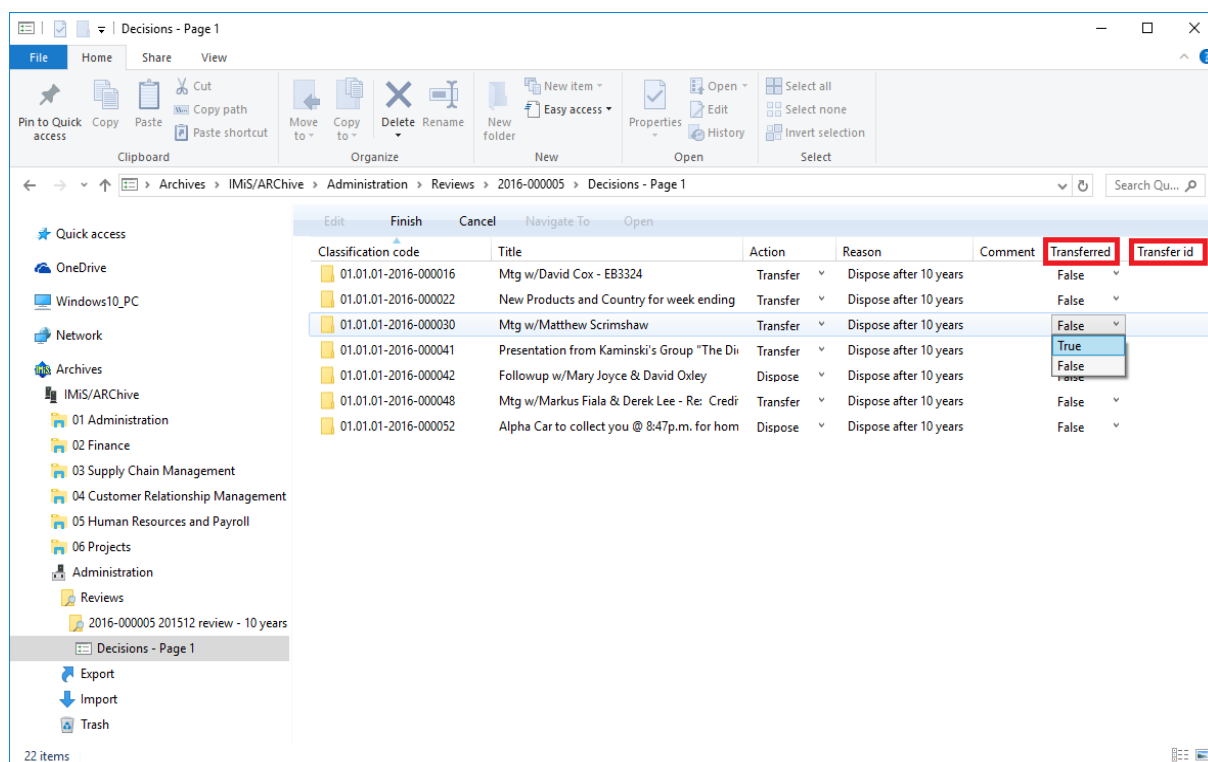 Decisions - Page 1
File Home Share View
Pin to Quick access Copy Paste Cut Copy path Paste shortcut
Move to Copy to Delete Rename
New folder New item Easy access
Properties Open Edit History
Select all Select none Invert selection
Clipboard Organize New Open Select
Archives > IMiS/ARChive > Administration > Reviews > 2016-000005 > Decisions - Page 1 Search Qu...
Edit Finish Cancel Navigate To Open
Quick access
OneDrive
Windows10_PC
Network
Archives
IMiS/ARChive
01 Administration
02 Finance
03 Supply Chain Management
04 Customer Relationship Management
05 Human Resources and Payroll
06 Projects
Administration
Reviews
2016-000005 201512 review - 10 years
Decisions - Page 1
Export
Import
Trash
Classification code Title Action Reason Comment Transferred Transfer id
01.01.01-2016-000016 Mtg w/David Cox - EB3324 Transfer Dispose after 10 years False
01.01.01-2016-000022 New Products and Country for week ending Transfer Dispose after 10 years False
01.01.01-2016-000030 Mtg w/Matthew Scrimshaw Transfer Dispose after 10 years False
True
False
01.01.01-2016-000041 Presentation from Kaminski's Group "The Di Transfer Dispose after 10 years
01.01.01-2016-000042 Followup w/Mary Joyce & David Oxley Dispose Dispose after 10 years False
01.01.01-2016-000048 Mtg w/Markus Fiala & Derek Lee - Re: Credi Transfer Dispose after 10 years False
01.01.01-2016-000052 Alpha Car to collect you @ 8:47p.m. for hom Dispose Dispose after 10 years False
22 items